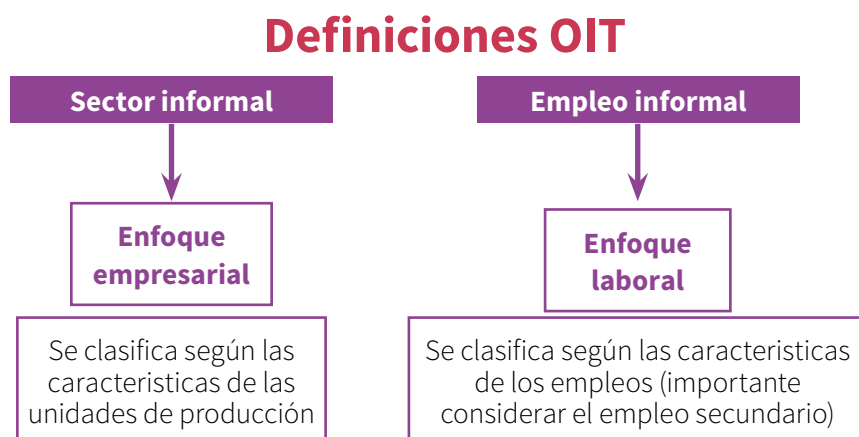 Definiciones OIT
Sector informal
Enfoque
empresarial
Se clasifica según las
caracteristicas de las
unidades de producción
Empleo informal
Enfoque
laboral
Se clasifica según las caracteristicas
de los empleos (importante
considerar el empleo secundario)